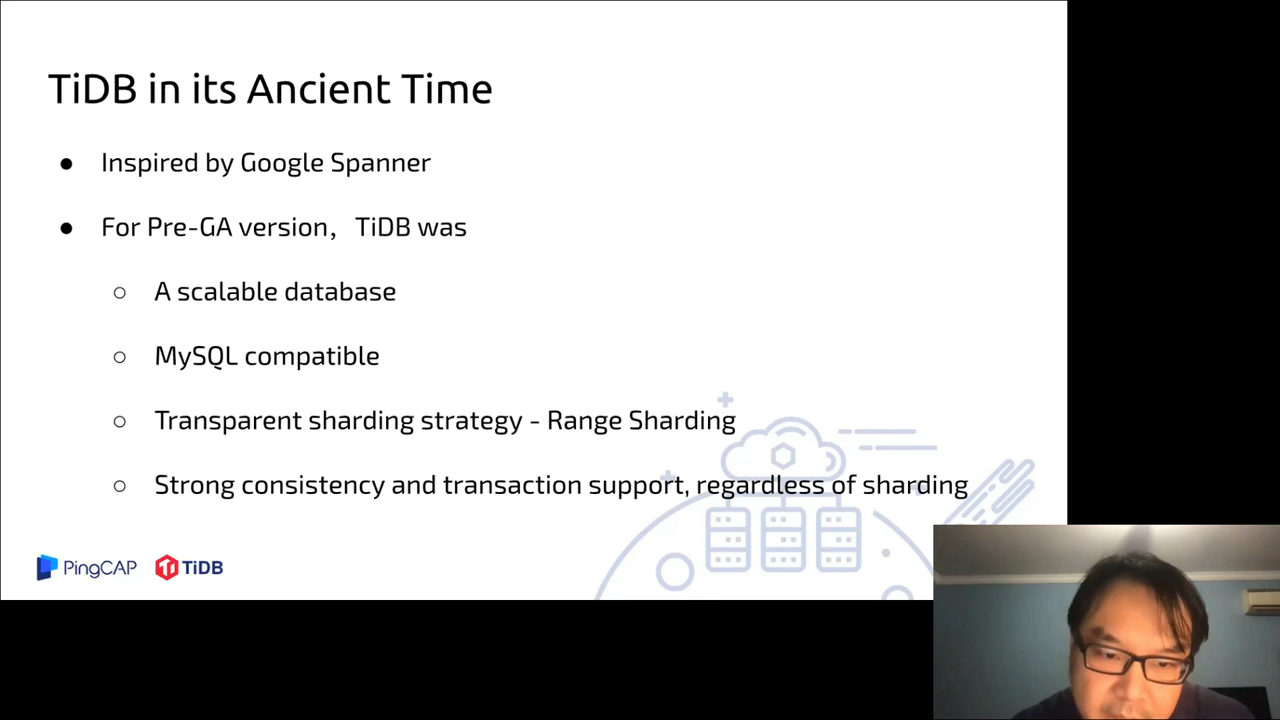 TiDB in its Ancient Time
● Inspired by Google Spanner
● For Pre-GA version， TiDB was
○ A scalable database
○ MySQL compatible
○ Transparent sharding strategy - Range Sharding
○ Strong consistency and transaction support, regardless of sharding
PingCAP TiDB